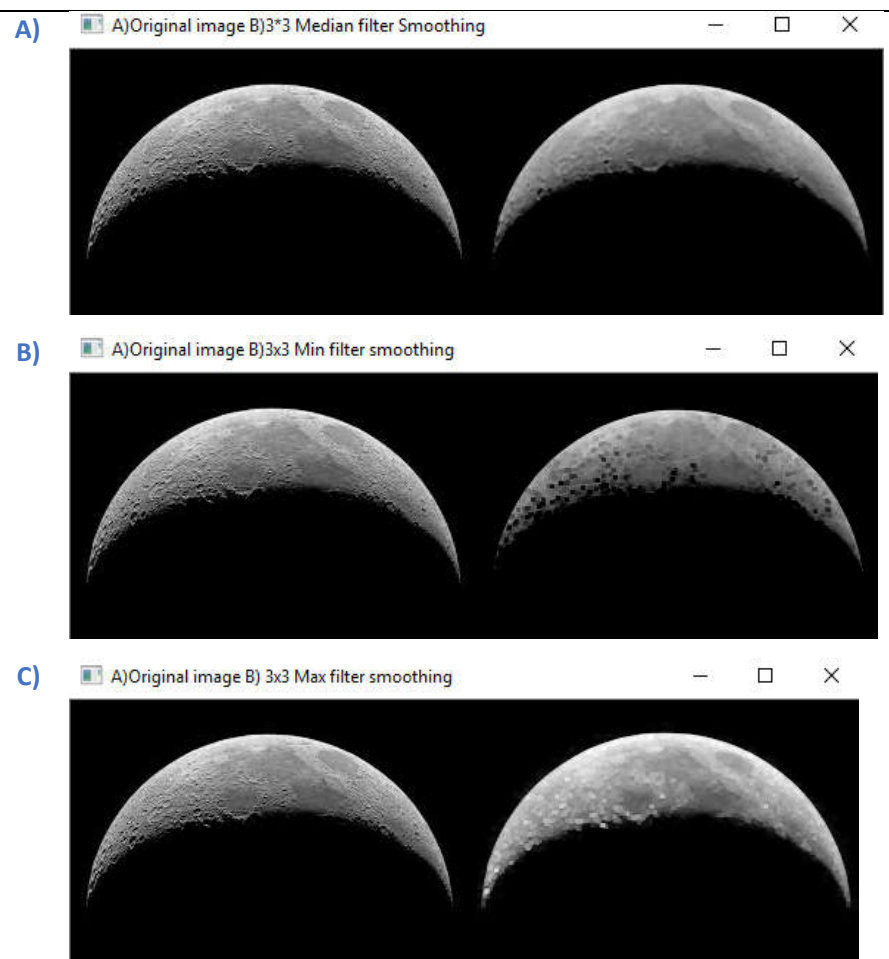 A) A)Original image B)3*3 Median filter Smoothing
B) A)Original image B)3x3 Min filter smoothing
C) A)Original image B) 3x3 Max filter smoothing